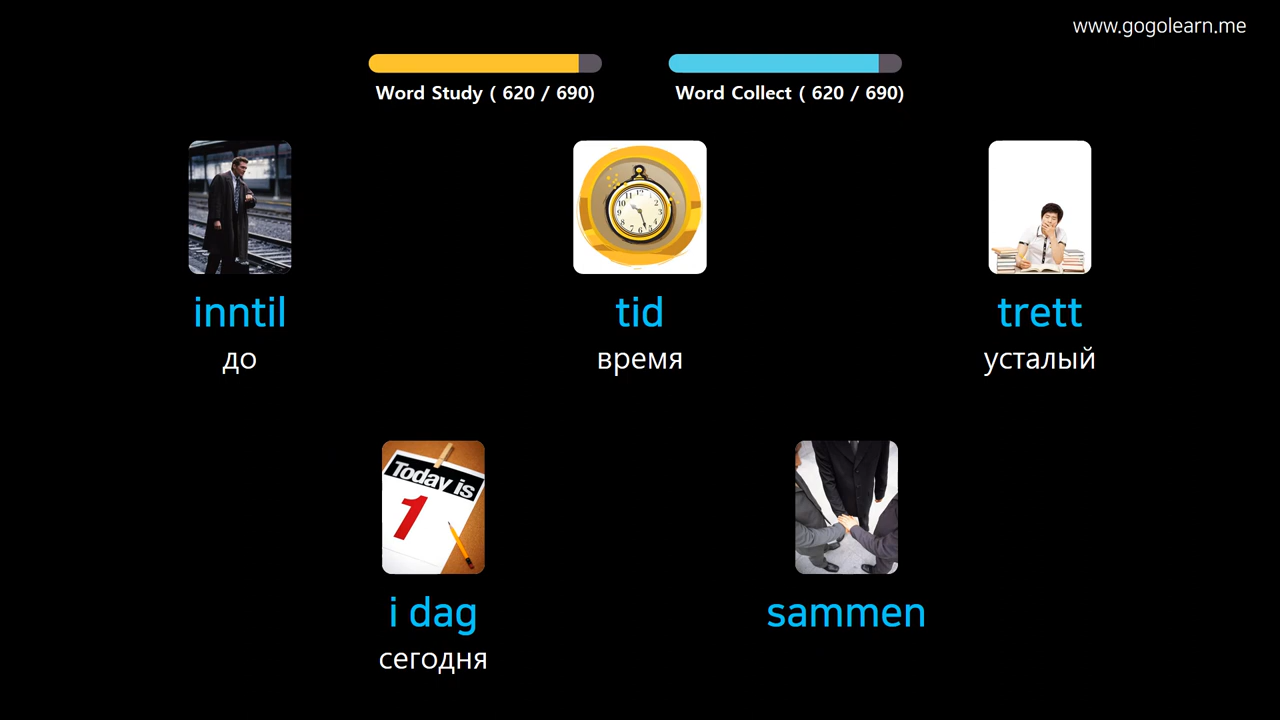 www.gogolearn.me
Word Study ( 620 / 690)
Word Collect ( 620 / 690)
inntil
до
tid
время
trett
усталый
Today is
1
i dag
сегодня
sammen